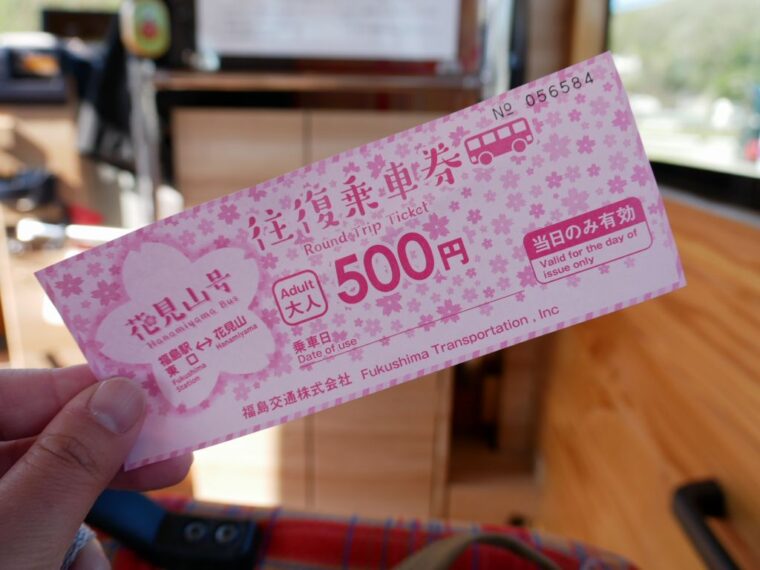 № 056584
往復乗車券
Round Trip Ticket
Adult
大人
500円
当日のみ有効
Valid for the day of
issue only
花見山号
Hanamiyama Bus
福島駅
東口
↔
花見山
Hanamiyama
Fukushima
Station
乗車日
Date of use
福島交通株式会社 Fukushima Transportation , Inc